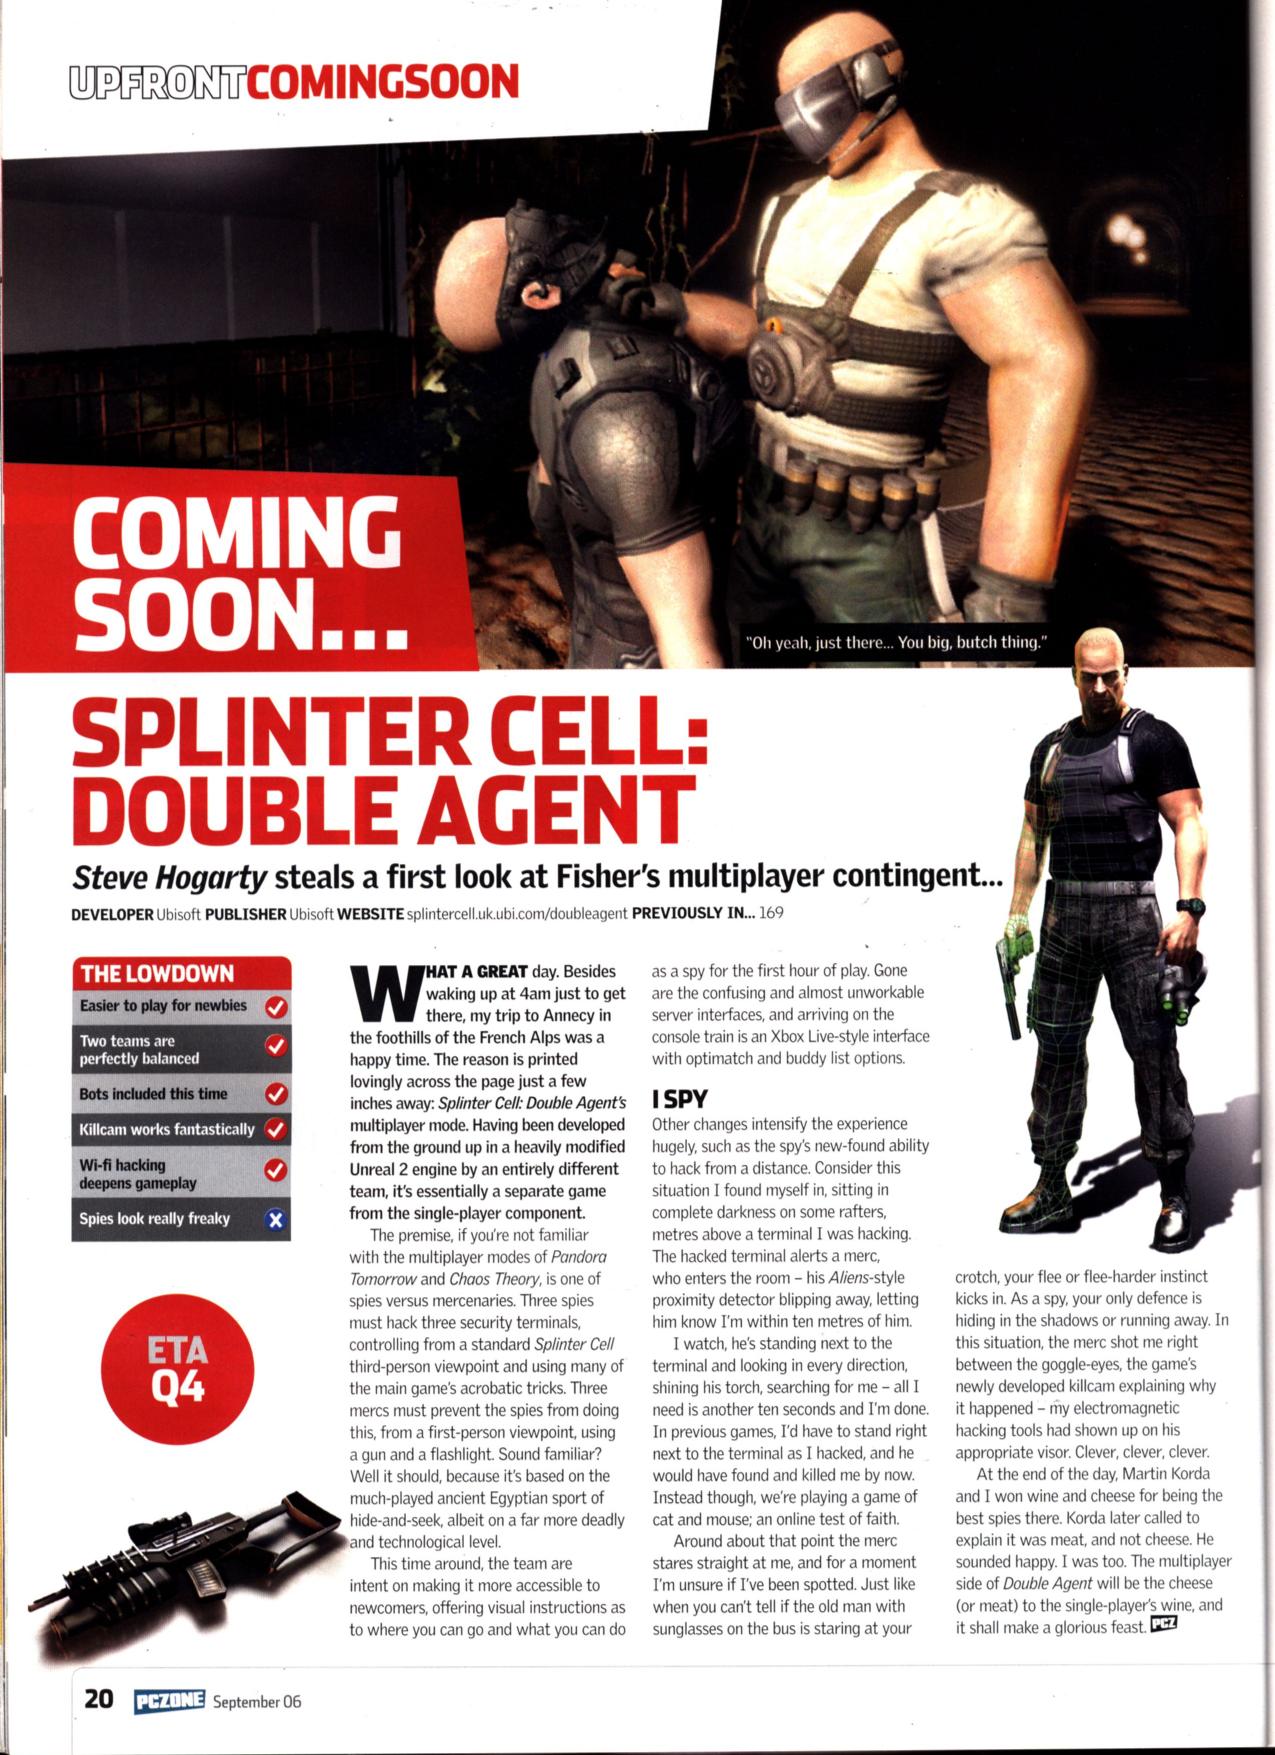 UPFRONTCOMINGSOON
"Oh yeah, just there... You big, butch thing."
COMING
SOON...
SPLINTER CELL:
DOUBLE AGENT
Steve Hogarty steals a first look at Fisher's multiplayer contingent...
DEVELOPER Ubisoft PUBLISHER Ubisoft WEBSITE splintercell.uk.ubi.com/doubleagent PREVIOUSLY IN... 169
THE LOWDOWN
Easier to play for newbies
Two teams are
perfectly balanced
Bots included this time
Killcam works fantastically
Wi-fi hacking
deepens gameplay
Spies look really freaky
ETA
Q4
WHAT A GREAT day. Besides
waking up at 4am just to get
there, my trip to Annecy in
the foothills of the French Alps was a
happy time. The reason is printed
lovingly across the page just a few
inches away: Splinter Cell: Double Agent's
multiplayer mode. Having been developed
from the ground up in a heavily modified
Unreal 2 engine by an entirely different
team, it's essentially a separate game
from the single-player component.
The premise, if you're not familiar
with the multiplayer modes of Pandora
Tomorrow and Chaos Theory, is one of
spies versus mercenaries. Three spies
must hack three security terminals,
controlling from a standard Splinter Cell
third-person viewpoint and using many of
the main game's acrobatic tricks. Three
mercs must prevent the spies from doing
this, from a first-person viewpoint, using
a gun and a flashlight. Sound familiar?
Well it should, because it's based on the
much-played ancient Egyptian sport of
hide-and-seek, albeit on a far more deadly
and technological level.
This time around, the team are
intent on making it more accessible to
newcomers, offering visual instructions as
to where you can go and what you can do
as a spy for the first hour of play. Gone
are the confusing and almost unworkable
server interfaces, and arriving on the
console train is an Xbox Live-style interface
with optimatch and buddy list options.
I SPY
Other changes intensify the experience
hugely, such as the spy's new-found ability
to hack from a distance. Consider this
situation I found myself in, sitting in
complete darkness on some rafters,
metres above a terminal I was hacking.
The hacked terminal alerts a merc,
who enters the room – his Aliens-style
proximity detector blipping away, letting
him know I'm within ten metres of him.
I watch, he's standing next to the
terminal and looking in every direction,
shining his torch, searching for me – all I
need is another ten seconds and I'm done.
In previous games, I'd have to stand right
next to the terminal as I hacked, and he
would have found and killed me by now.
Instead though, we're playing a game of
cat and mouse; an online test of faith.
Around about that point the merc
stares straight at me, and for a moment
I'm unsure if I've been spotted. Just like
when you can't tell if the old man with
sunglasses on the bus is staring at your
crotch, your flee or flee-harder instinct
kicks in. As a spy, your only defence is
hiding in the shadows or running away. In
this situation, the merc shot me right
between the goggle-eyes, the game's
newly developed killcam explaining why
it happened – my electromagnetic
hacking tools had shown up on his
appropriate visor. Clever, clever, clever.
At the end of the day, Martin Korda
and I won wine and cheese for being the
best spies there. Korda later called to
explain it was meat, and not cheese. He
sounded happy. I was too. The multiplayer
side of Double Agent will be the cheese
(or meat) to the single-player's wine, and
it shall make a glorious feast. PCZ
20 PCZONE September 06